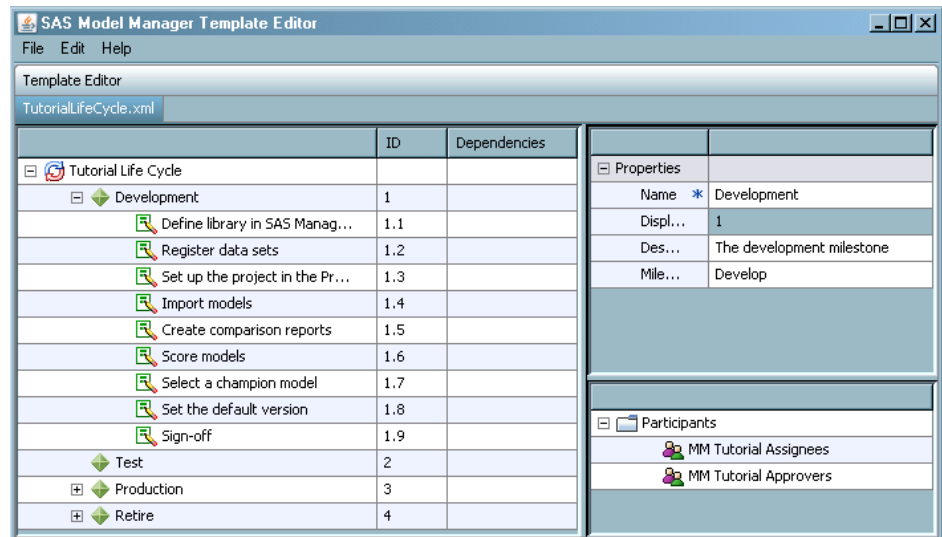 SAS Model Manager Template Editor
File Edit Help
Template Editor
TutorialLifeCycle.xml
ID Dependencies
Tutorial Life Cycle
Development 1
Define library in SAS Manag... 1.1
Register data sets 1.2
Set up the project in the Pr... 1.3
Import models 1.4
Create comparison reports 1.5
Score models 1.6
Select a champion model 1.7
Set the default version 1.8
Sign-off 1.9
Test 2
Production 3
Retire 4
Properties
Name * Development
Displ... 1
Des... The development milestone
Mile... Develop
Participants
MM Tutorial Assignees
MM Tutorial Approvers